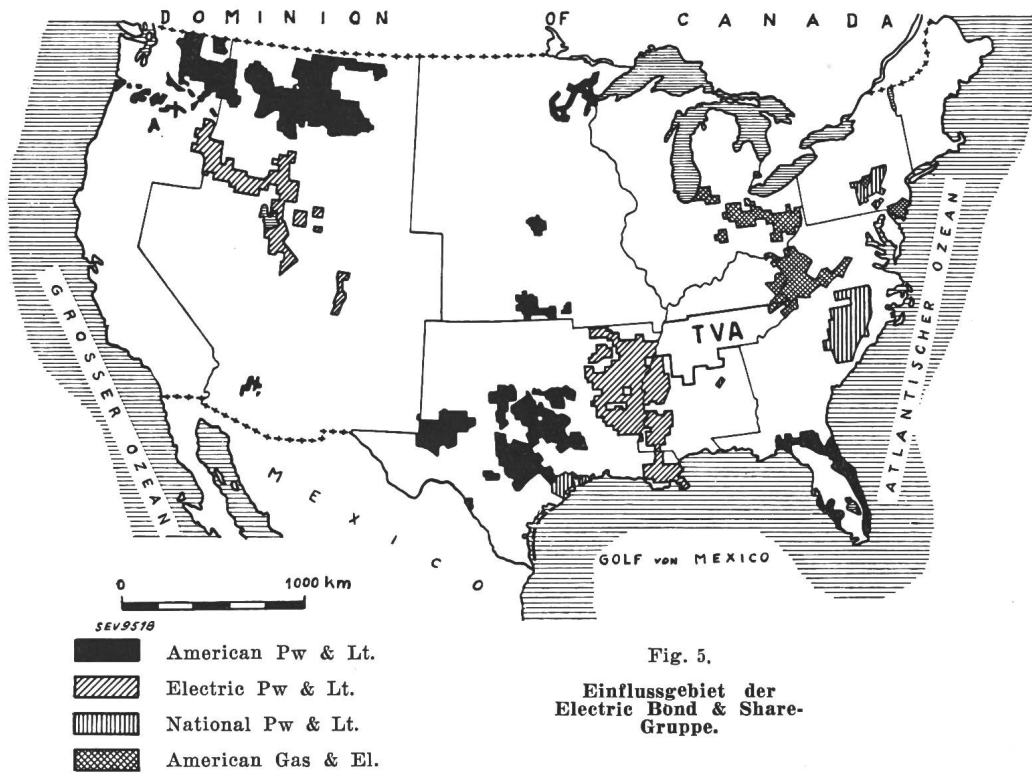 DOMINION OF CANADA
GROSSER OZEAN
ATLANTISCHER OZEAN
TVA
MEXICO
GOLF VON MEXICO
0 1000 km
SEV9518
American Pw & Lt.
Electric Pw & Lt.
National Pw & Lt.
American Gas & El.
Fig. 5.
Einflussgebiet der
Electric Bond & Share-
Gruppe.